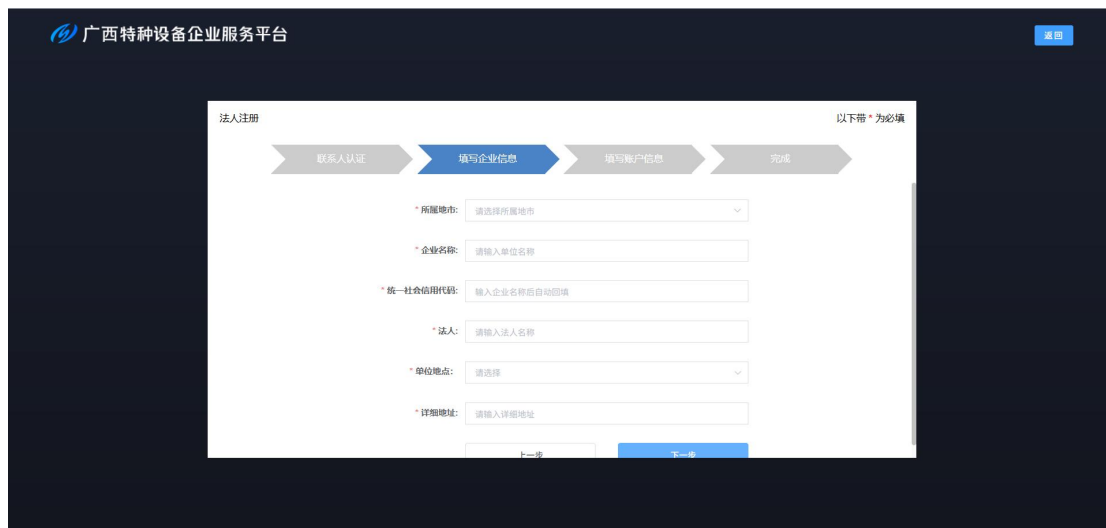 广西特种设备企业服务平台
返回
法人注册
以下带 * 为必填
联系人认证
填写企业信息
填写账户信息
完成
* 所属地市: 请选择所属地市
* 企业名称: 请输入单位名称
* 统一社会信用代码: 输入企业名称后自动回填
* 法人: 请输入法人名称
* 单位地点: 请选择
* 详细地址: 请输入详细地址
上一步
下一步